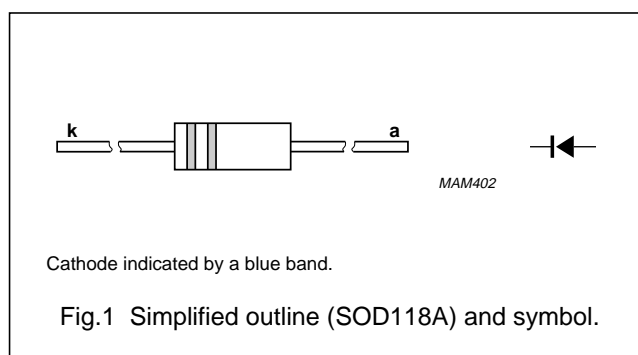 k a
MAM402
Cathode indicated by a blue band.
Fig.1 Simplified outline (SOD118A) and symbol.